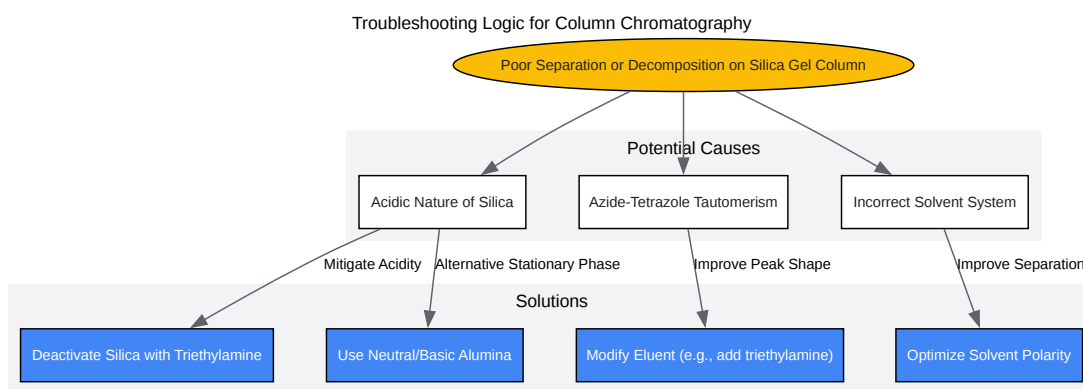 Troubleshooting Logic for Column Chromatography
Poor Separation or Decomposition on Silica Gel Column
Potential Causes
Acidic Nature of Silica
Azide-Tetrazole Tautomerism
Incorrect Solvent System
Mitigate Acidity
Alternative Stationary Phase
Improve Peak Shape
Improve Separation
Solutions
Deactivate Silica with Triethylamine
Use Neutral/Basic Alumina
Modify Eluent (e.g., add triethylamine)
Optimize Solvent Polarity